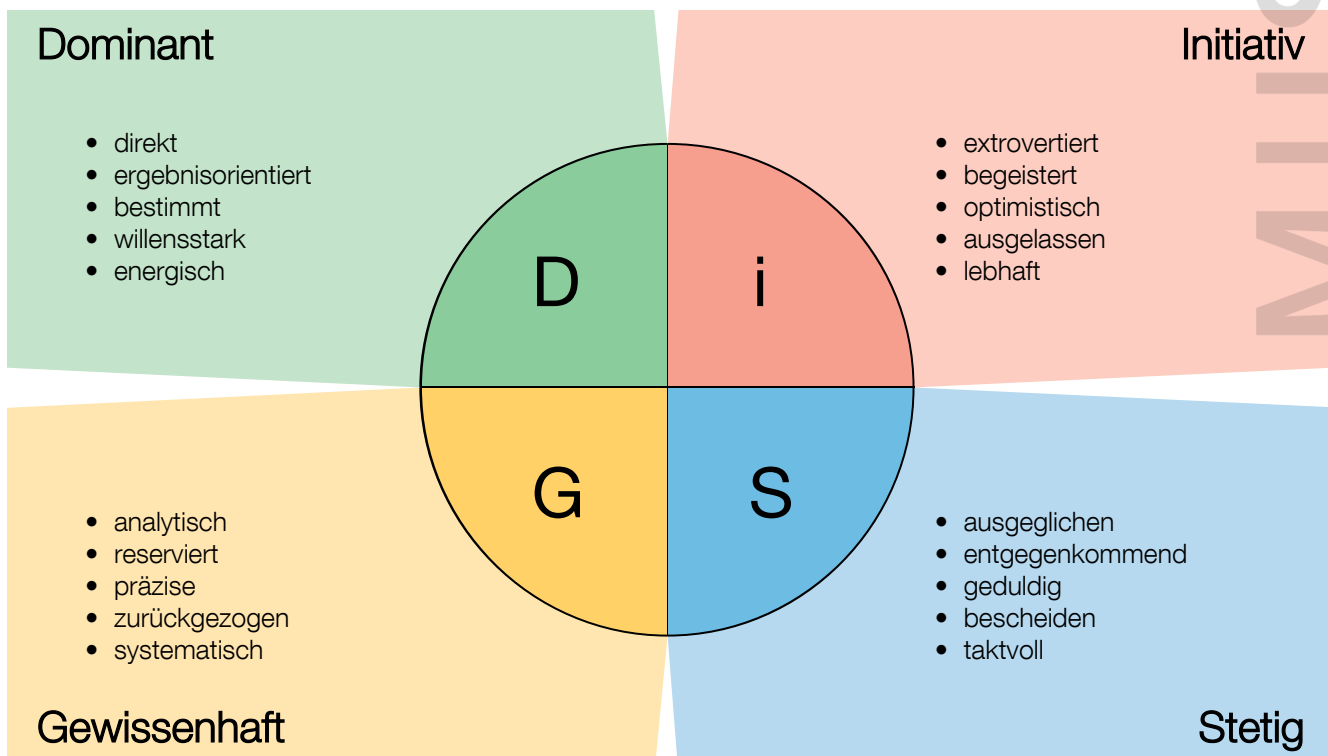 Dominant
Initiativ
direkt
ergebnisorientiert
bestimmt
willensstark
energisch
extrovertiert
begeistert
optimistisch
ausgelassen
lebhaft
D
i
G
S
analytisch
reserviert
präzise
zurückgezogen
systematisch
ausgeglichen
entgegenkommend
geduldig
bescheiden
taktvoll
Gewissenhaft
Stetig